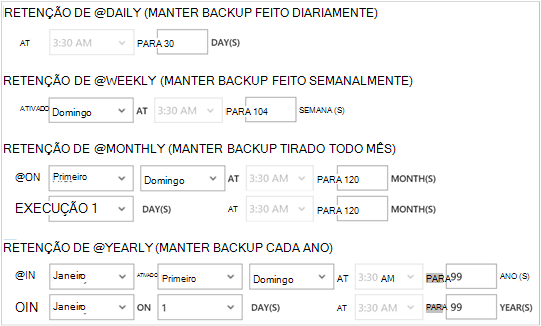 RETENÇÃO DE @DAILY (MANTER BACKUP FEITO DIARIAMENTE)
AT 3:30 AM PARA 30 DAY(S)
RETENÇÃO DE @WEEKLY (MANTER BACKUP FEITO SEMANALMENTE)
ATIVADO Domingo AT 3:30 AM PARA 104 SEMANA (S)
RETENÇÃO DE @MONTHLY (MANTER BACKUP TIRADO TODO MÊS)
@ON Primeiro Domingo AT 3:30 AM PARA 120 MONTH(S)
EXECUÇÃO 1 DAY(S) AT 3:30 AM PARA 120 MONTH(S)
RETENÇÃO DE @YEARLY (MANTER BACKUP CADA ANO)
@IN Janeiro ATIVADO Primeiro Domingo AT 3:30 AM PARA 99 ANO (S)
OIN Janeiro ON 1 DAY(S) AT 3:30 AM PARA 99 YEAR(S)